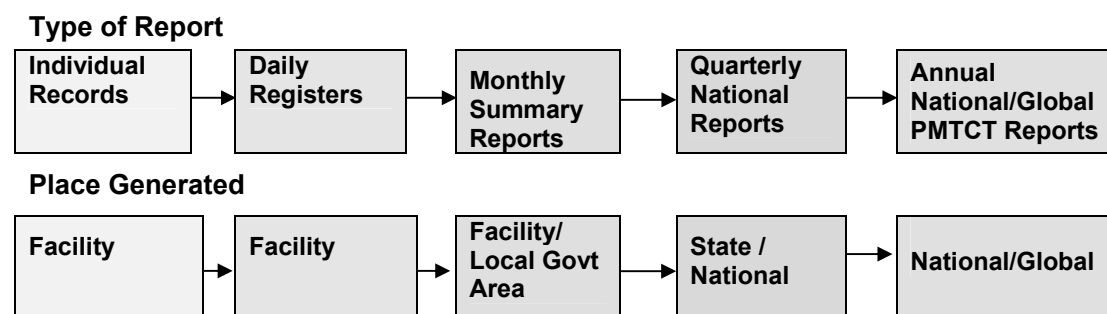 Type of Report
Individual
Records
Daily
Registers
Monthly
Summary
Reports
Quarterly
National
Reports
Annual
National/Global
PMTCT Reports
Place Generated
Facility
Facility
Facility/
Local Govt
Area
State /
National
National/Global